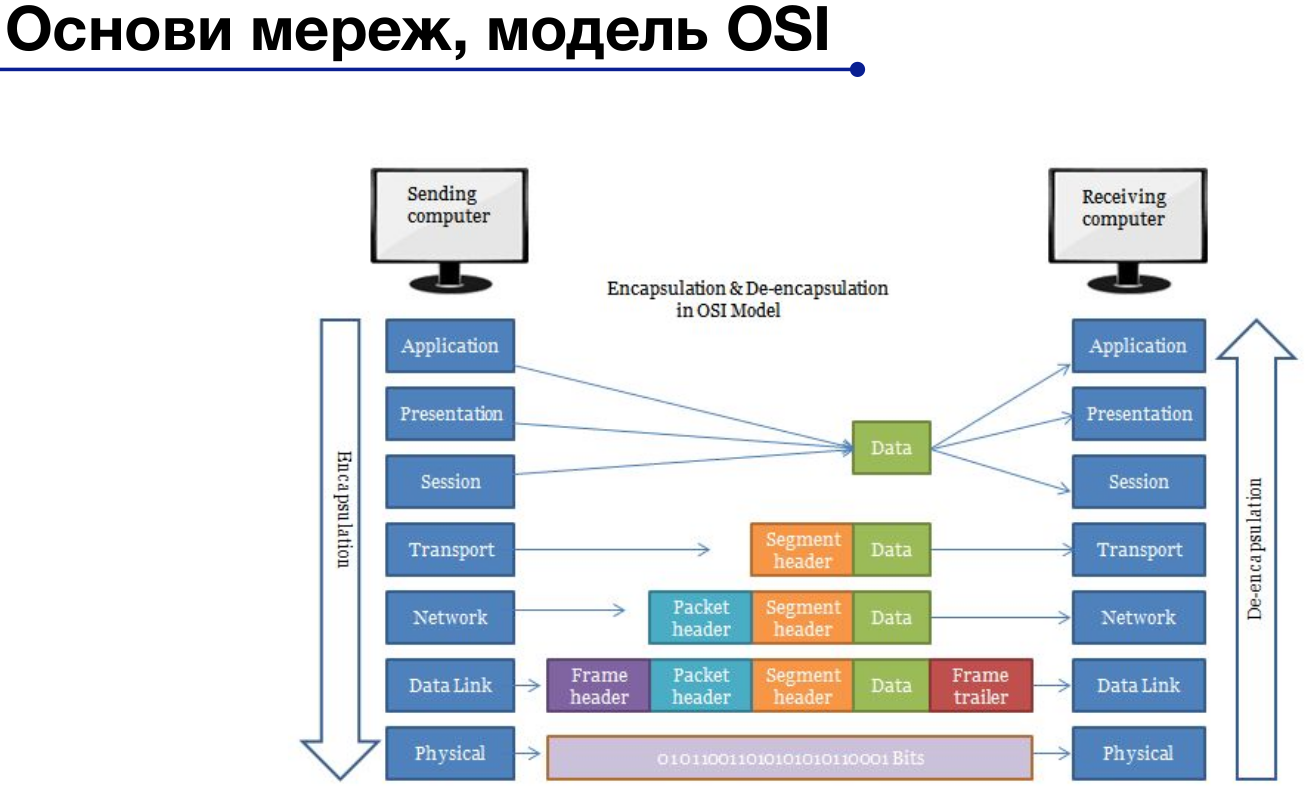 Основи мереж, модель OSI
Sending
computer
Receiving
computer
Encapsulation & De-encapsulation
in OSI Model
Application
Application
Presentation
Presentation
Data
Session
Session
Encapsulation
De-encapsulation
Transport
Segment
header
Data
Transport
Network
Packet
header
Segment
header
Data
Network
Data Link
Frame
header
Packet
header
Segment
header
Data
Frame
trailer
Data Link
Physical
010110011010101010110001 Bits
Physical